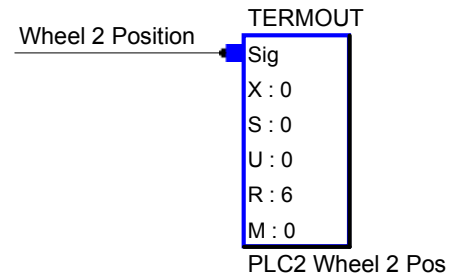 TERMOUT
Wheel 2 Position
Sig
X : 0
S : 0
U : 0
R : 6
M : 0
PLC2 Wheel 2 Pos